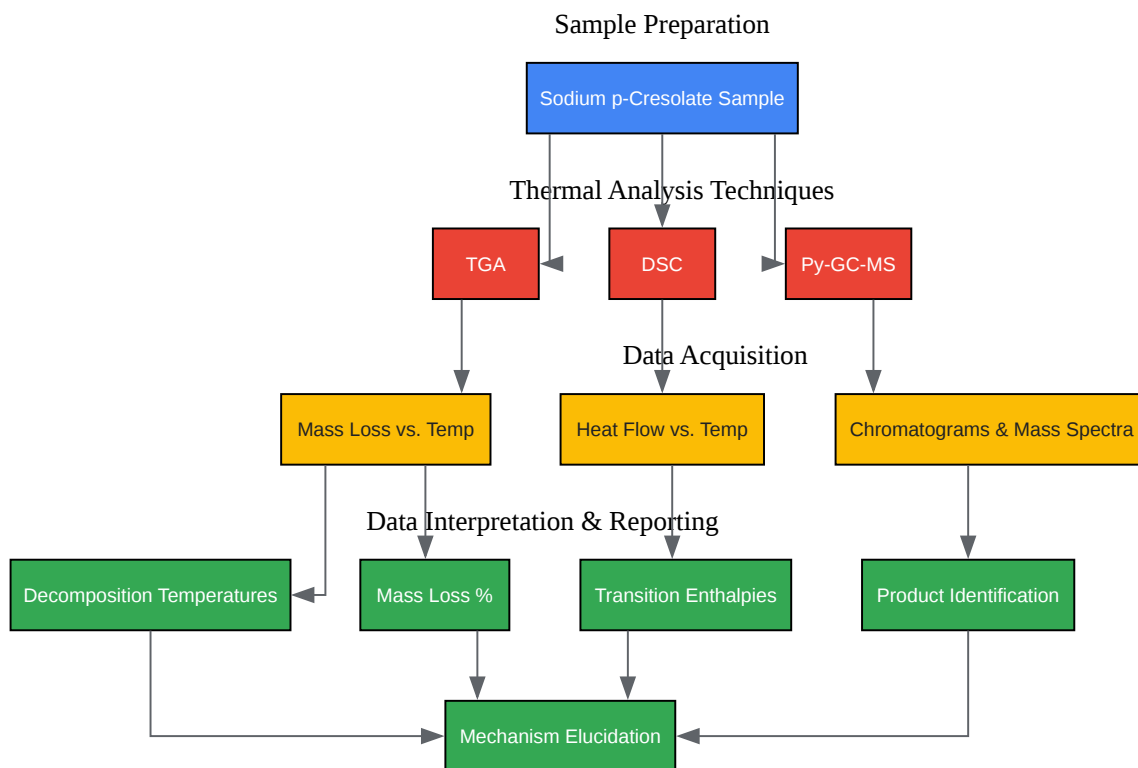 Sample Preparation
Sodium p-Cresolate Sample
Thermal Analysis Techniques
TGA
DSC
Py-GC-MS
Data Acquisition
Mass Loss vs. Temp
Heat Flow vs. Temp
Chromatograms & Mass Spectra
Data Interpretation & Reporting
Decomposition Temperatures
Mass Loss %
Transition Enthalpies
Product Identification
Mechanism Elucidation